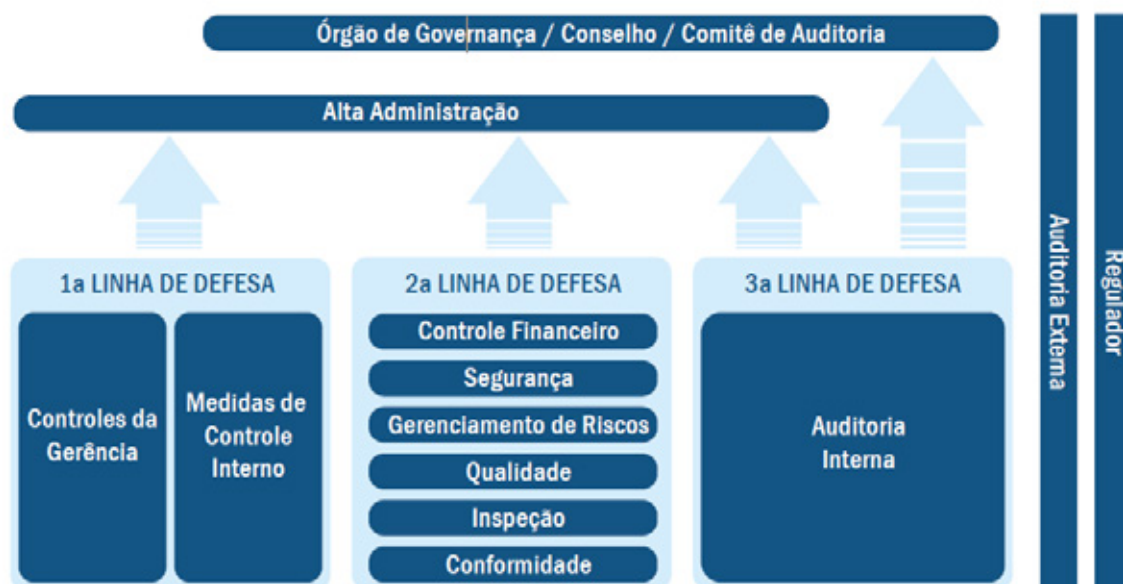 Órgão de Governança / Conselho / Comitê de Auditoria
Alta Administração
1a LINHA DE DEFESA
Controles da
Gerência
Medidas de
Controle
Interno
2a LINHA DE DEFESA
Controle Financeiro
Segurança
Gerenciamento de Riscos
Qualidade
Inspeção
Conformidade
3a LINHA DE DEFESA
Auditoria
Interna
Auditoria Externa
Regulador